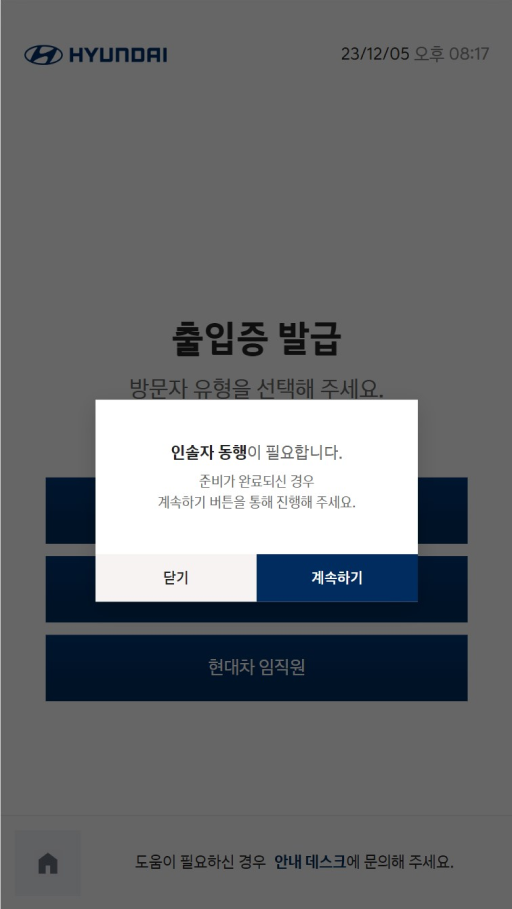 HYUNDAI
23/12/05 오후 08:17
출입증 발급
방문자 유형을 선택해 주세요.
인솔자 동행이 필요합니다.
준비가 완료되신 경우
계속하기 버튼을 통해 진행해 주세요.
닫기
계속하기
현대차 임직원
도움이 필요하신 경우 안내 데스크에 문의해 주세요.